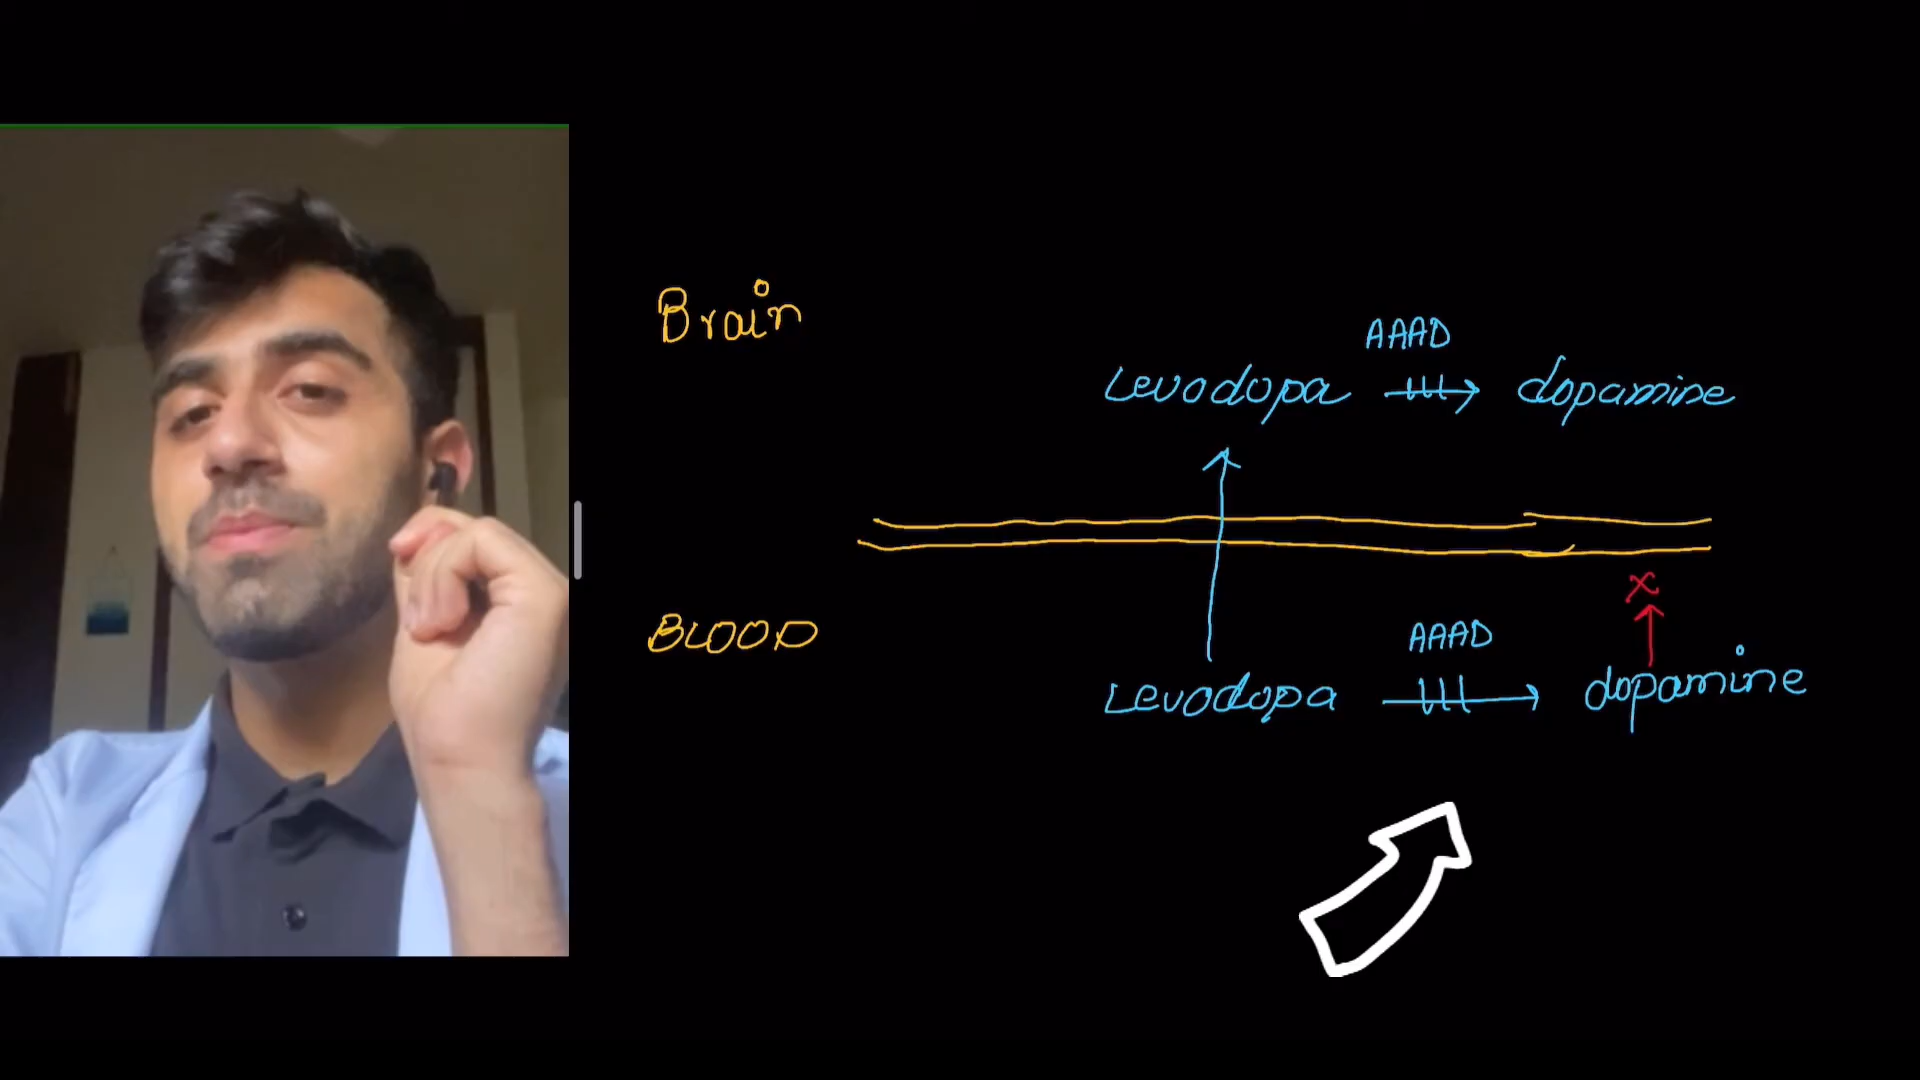 Brain
AAAD
Levodopa dopamine
x
BLOOD
AAAD
Levodopa dopamine